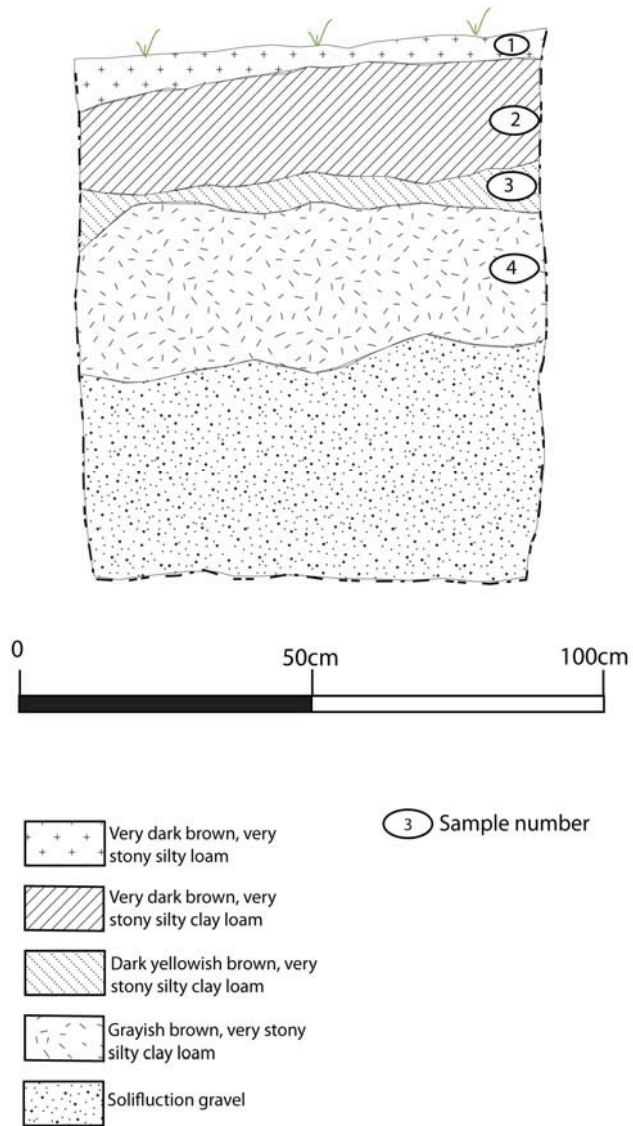 1
2
3
4
0 50cm 100cm
Very dark brown, very
stony silty loam
3 Sample number
Very dark brown, very
stony silty clay loam
Dark yellowish brown, very
stony silty clay loam
Grayish brown, very stony
silty clay loam
Solifluction gravel